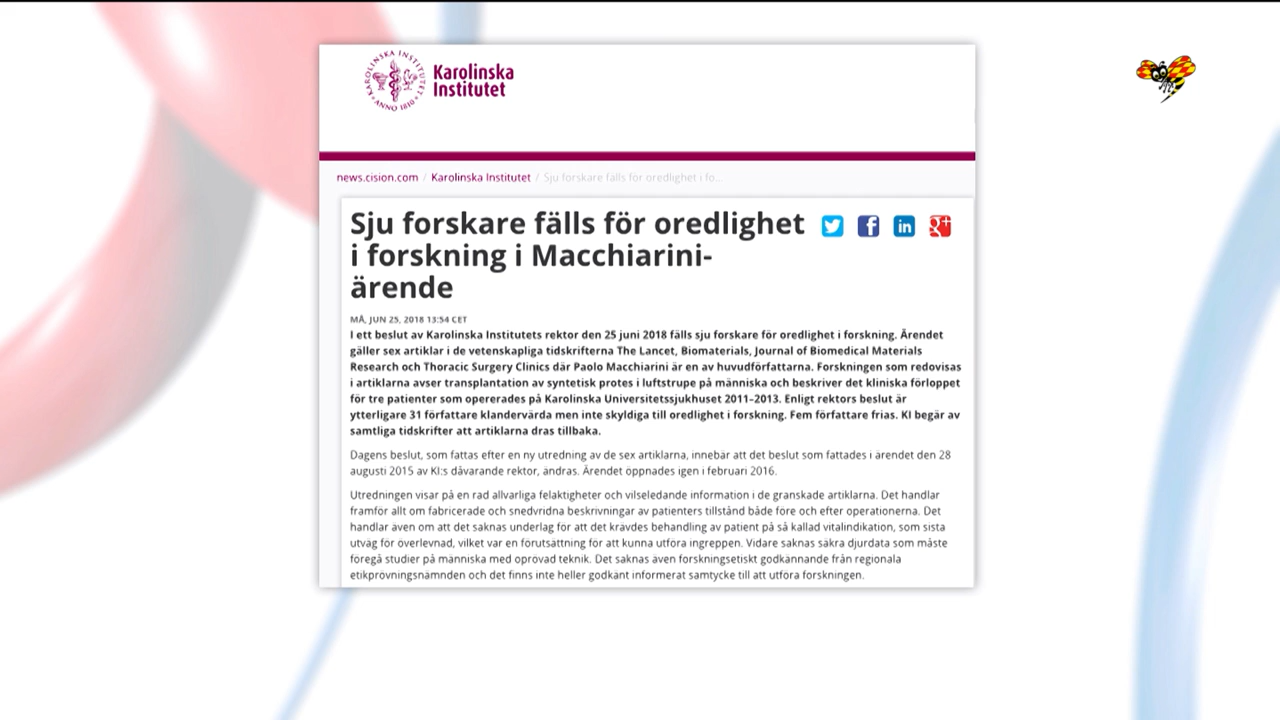 KAROLINSKA INSTITUTET
ANNO 1810
Karolinska
Institutet
news.cision.com / Karolinska Institutet / Sju forskare fälls för oredlighet i fo...
Sju forskare fälls för oredlighet
i forskning i Macchiarini-
ärende
MÅ, JUN 25, 2018 13:54 CET
I ett beslut av Karolinska Institutets rektor den 25 juni 2018 fälls sju forskare för oredlighet i forskning. Ärendet
gäller sex artiklar i de vetenskapliga tidskrifterna The Lancet, Biomaterials, Journal of Biomedical Materials
Research och Thoracic Surgery Clinics där Paolo Macchiarini är en av huvudförfattarna. Forskningen som redovisas
i artiklarna avser transplantation av syntetisk protes i luftstrupe på människa och beskriver det kliniska förloppet
för tre patienter som opererades på Karolinska Universitetssjukhuset 2011–2013. Enligt rektors beslut är
ytterligare 31 författare klandervärda men inte skyldiga till oredlighet i forskning. Fem författare frias. KI begär av
samtliga tidskrifter att artiklarna dras tillbaka.
Dagens beslut, som fattas efter en ny utredning av de sex artiklarna, innebär att det beslut som fattades i ärendet den 28
augusti 2015 av KI:s dåvarande rektor, ändras. Ärendet öppnades igen i februari 2016.
Utredningen visar på en rad allvarliga felaktigheter och vilseledande information i de granskade artiklarna. Det handlar
framför allt om fabricerade och snedvridna beskrivningar av patienters tillstånd både före och efter operationerna. Det
handlar även om att det saknas underlag för att det krävdes behandling av patient på så kallad vitalindikation, som sista
utväg för överlevnad, vilket var en förutsättning för att kunna utföra ingreppen. Vidare saknas säkra djurdata som måste
föregå studier på människa med oprövad teknik. Det saknas även forskningsetiskt godkännande från regionala
etikprövningsnämnden och det finns inte heller godkänt informerat samtycke till att utföra forskningen.